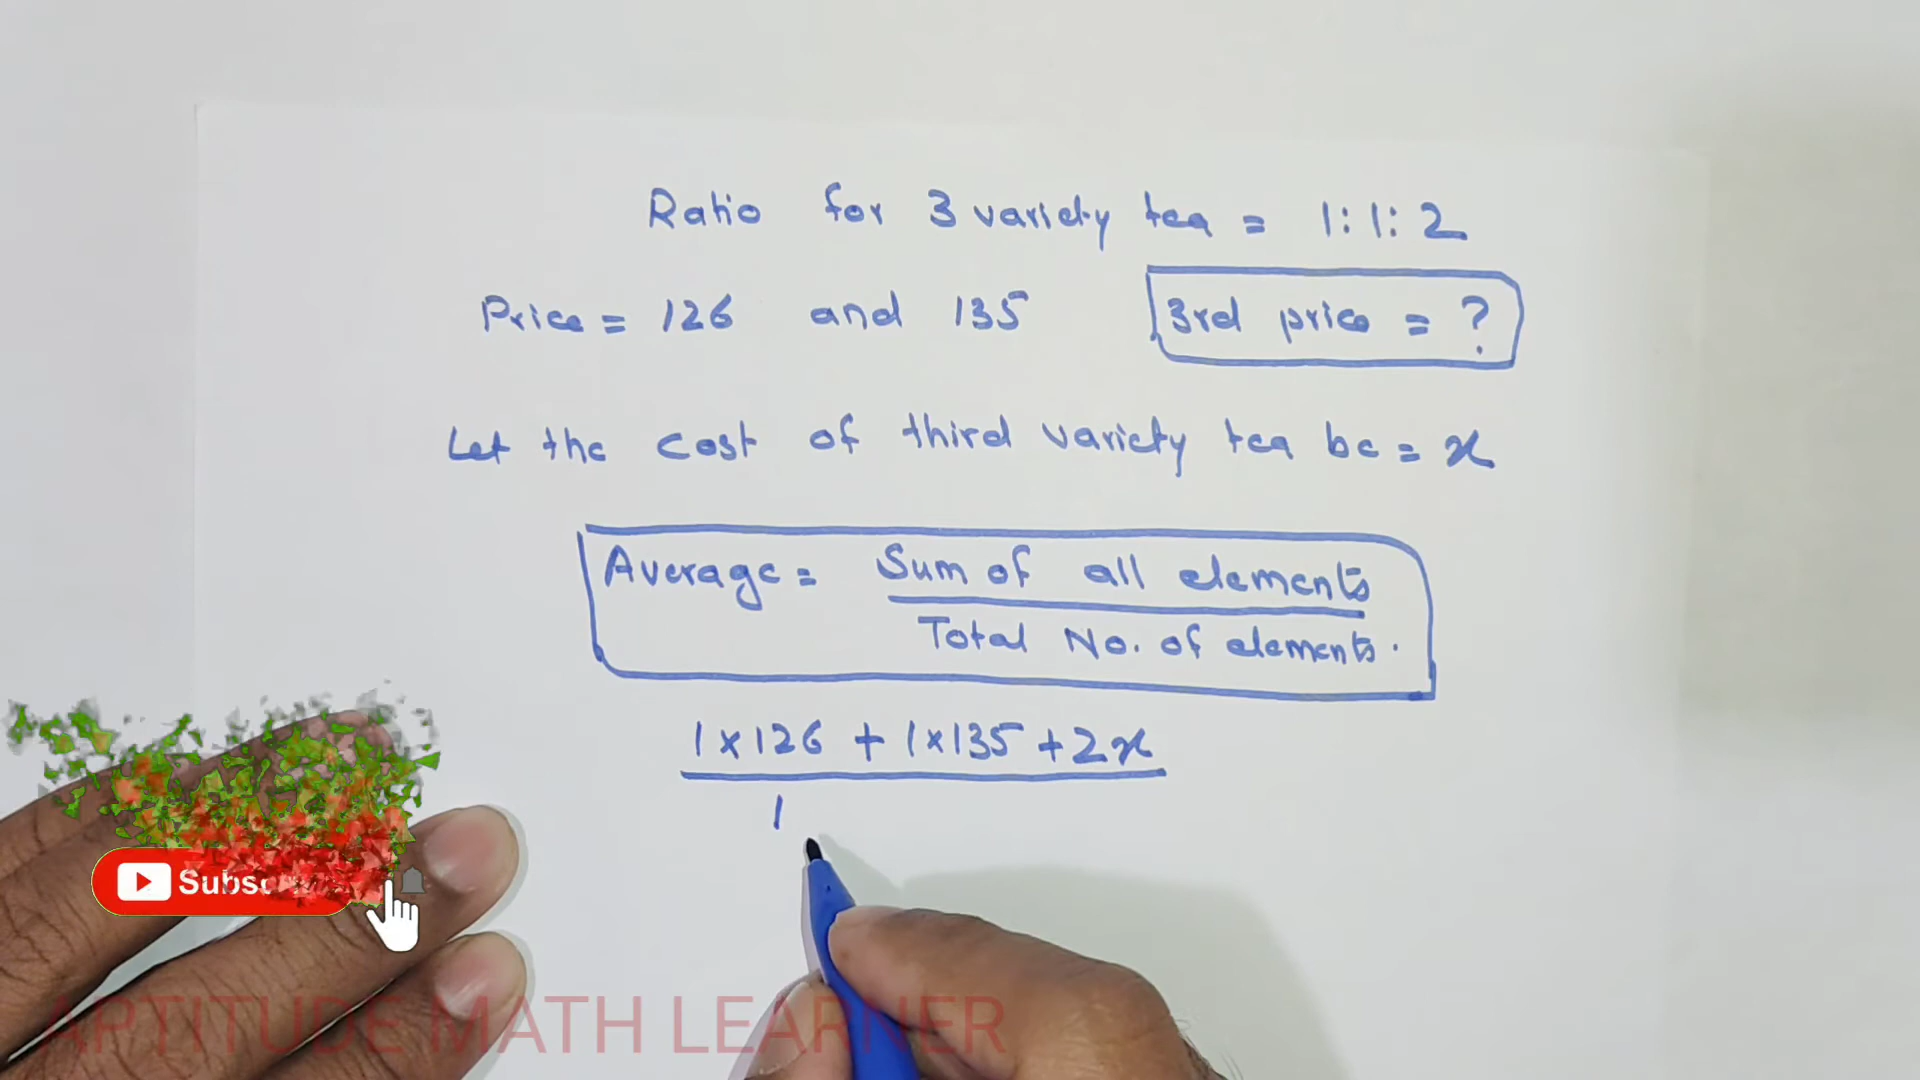 Ratio for 3 variety tea = 1:1:2
Price = 126 and 135 3rd price = ?
Let the cost of third variety tea be = x
Average = Sum of all elements
Total No. of elements.
1 x 126 + 1 x 135 + 2x
1
Subsc
APTITUDE MATH LEARNER